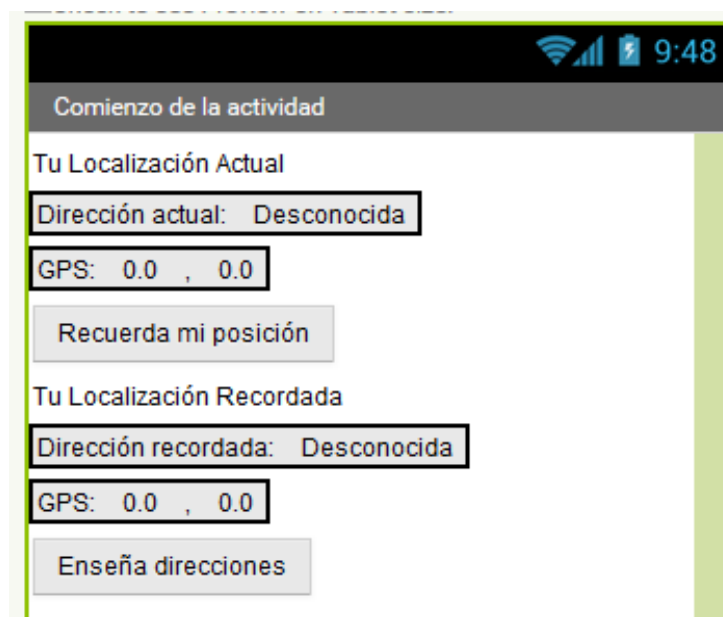 9:48
Comienzo de la actividad
Tu Localización Actual
Dirección actual: Desconocida
GPS: 0.0 , 0.0
Recuerda mi posición
Tu Localización Recordada
Dirección recordada: Desconocida
GPS: 0.0 , 0.0
Enseña direcciones